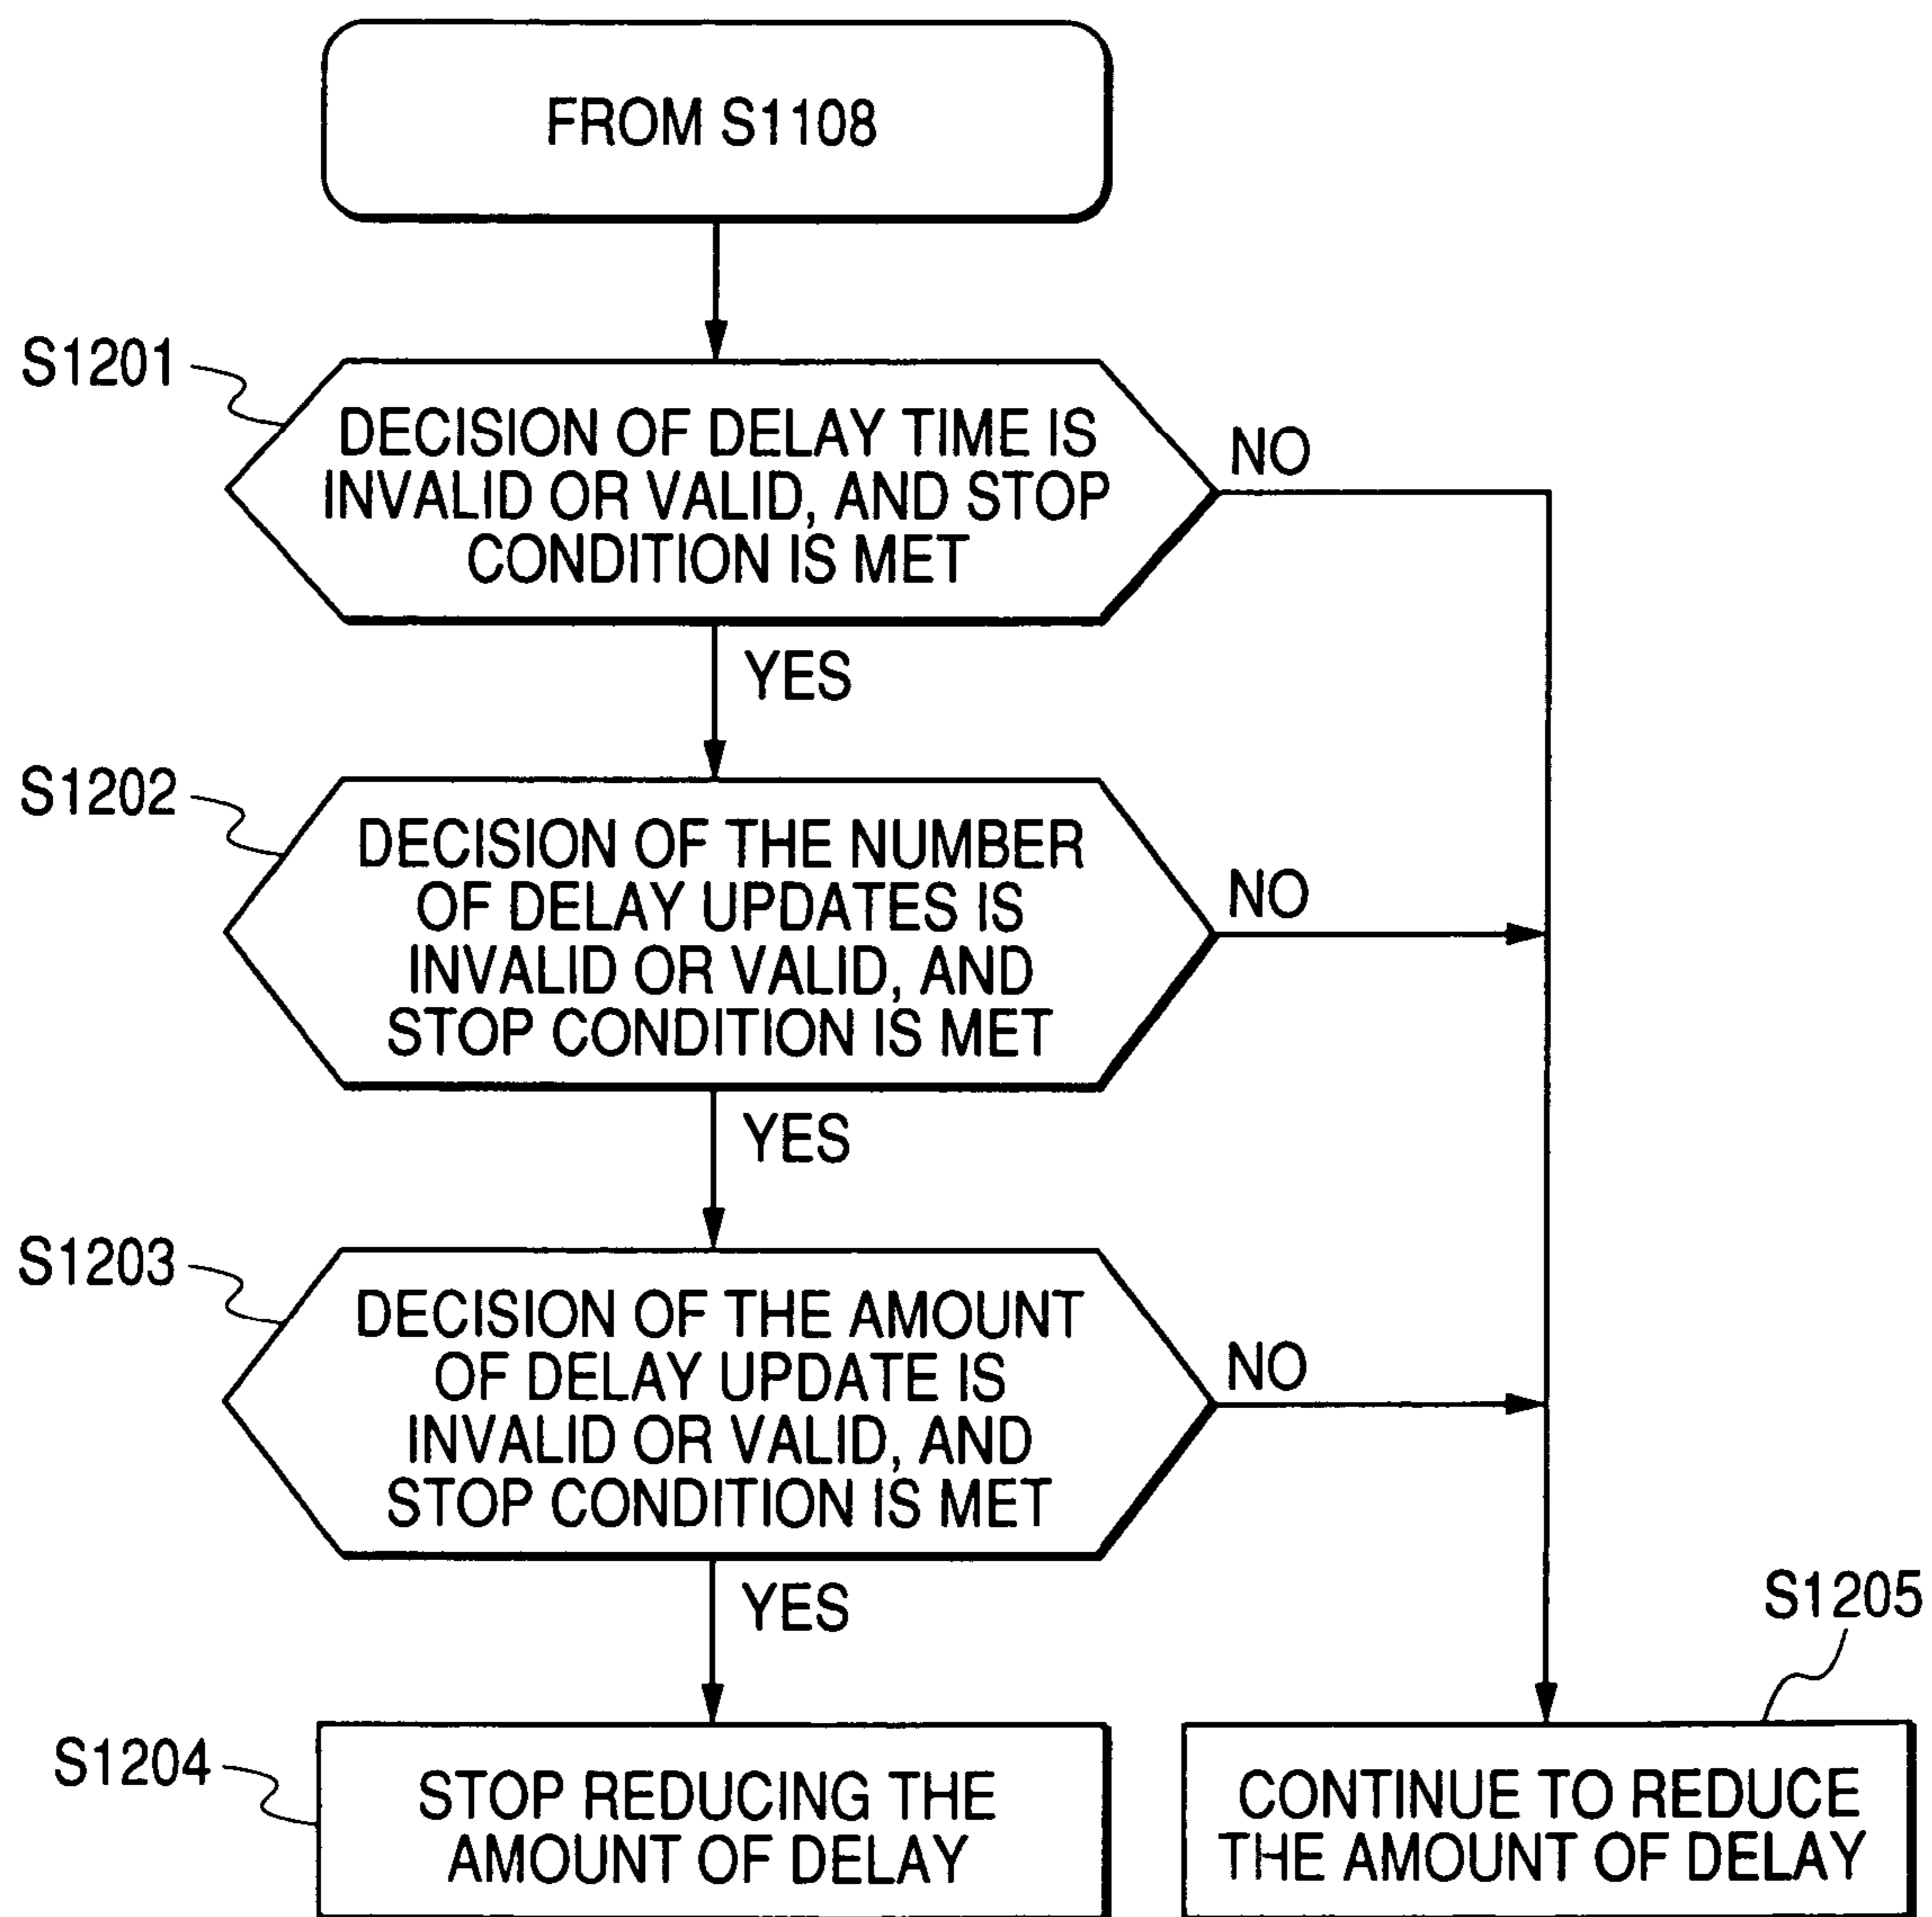 FROM S1108
S1201
DECISION OF DELAY TIME IS
INVALID OR VALID, AND STOP
CONDITION IS MET
NO
YES
S1202
DECISION OF THE NUMBER
OF DELAY UPDATES IS
INVALID OR VALID, AND
STOP CONDITION IS MET
NO
YES
S1203
DECISION OF THE AMOUNT
OF DELAY UPDATE IS
INVALID OR VALID, AND
STOP CONDITION IS MET
NO
YES
S1204
STOP REDUCING THE
AMOUNT OF DELAY
S1205
CONTINUE TO REDUCE
THE AMOUNT OF DELAY